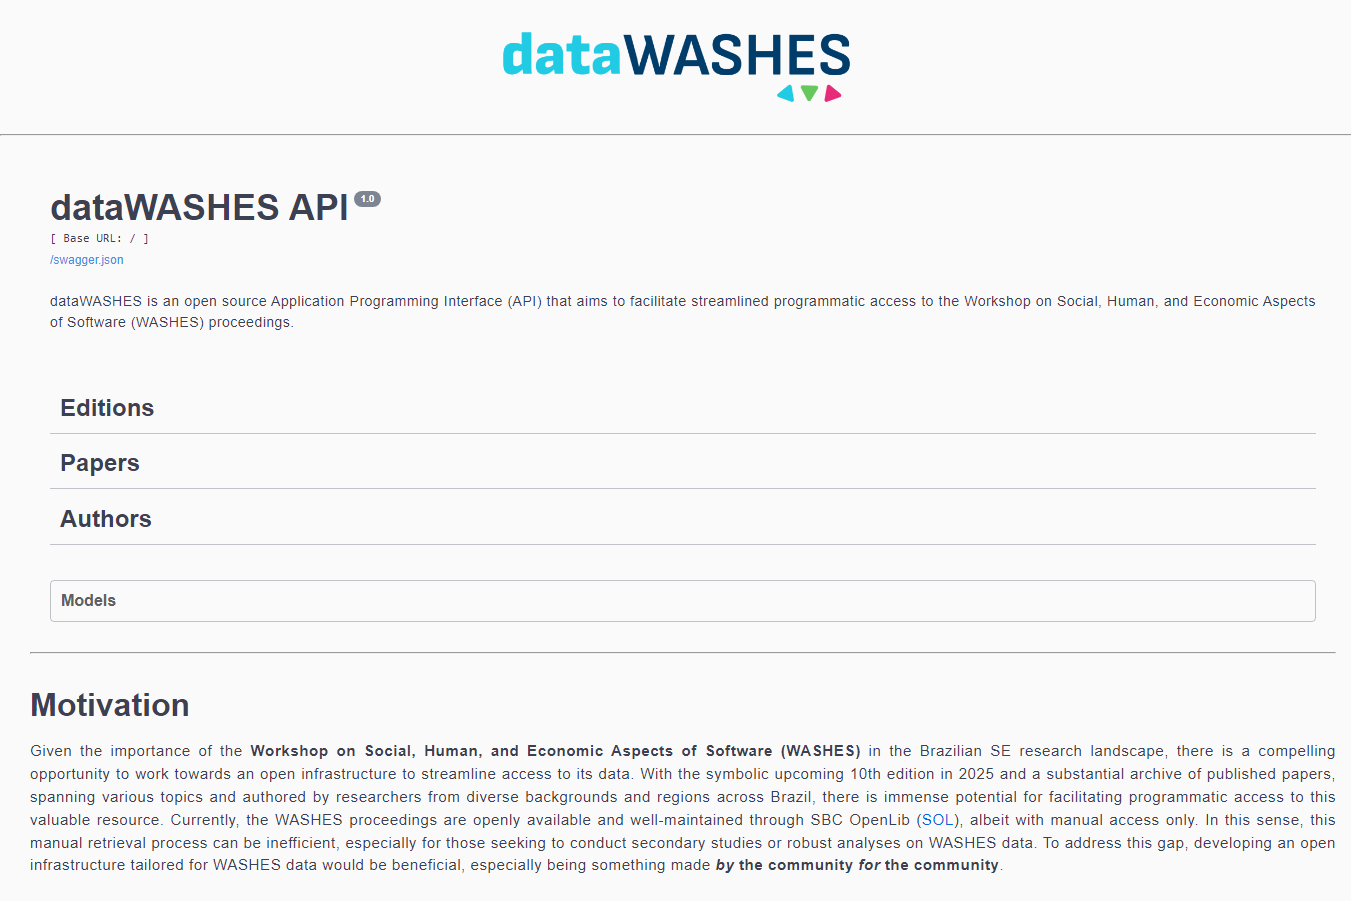 dataWASHES
dataWASHES API 1.0
[ Base URL: / ]
/swagger.json
dataWASHES is an open source Application Programming Interface (API) that aims to facilitate streamlined programmatic access to the Workshop on Social, Human, and Economic Aspects
of Software (WASHES) proceedings.
Editions
Papers
Authors
Models
Motivation
Given the importance of the Workshop on Social, Human, and Economic Aspects of Software (WASHES) in the Brazilian SE research landscape, there is a compelling
opportunity to work towards an open infrastructure to streamline access to its data. With the symbolic upcoming 10th edition in 2025 and a substantial archive of published papers,
spanning various topics and authored by researchers from diverse backgrounds and regions across Brazil, there is immense potential for facilitating programmatic access to this
valuable resource. Currently, the WASHES proceedings are openly available and well-maintained through SBC OpenLib (SOL), albeit with manual access only. In this sense, this
manual retrieval process can be inefficient, especially for those seeking to conduct secondary studies or robust analyses on WASHES data. To address this gap, developing an open
infrastructure tailored for WASHES data would be beneficial, especially being something made by the community for the community.